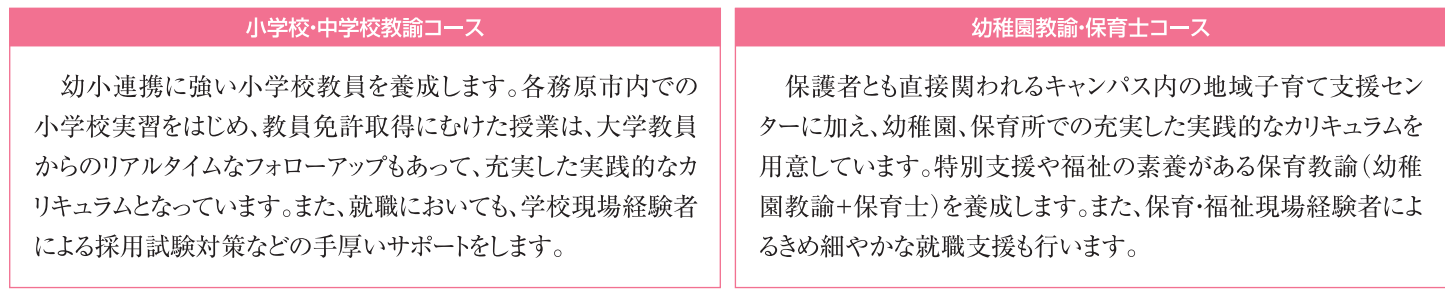 小学校・中学校教諭コース
幼小連携に強い小学校教員を養成します。各務原市内での
小学校実習をはじめ、教員免許取得にむけた授業は、大学教員
からのリアルタイムなフォローアップもあって、充実した実践的なカ
リキュラムとなっています。また、就職においても、学校現場経験者
による採用試験対策などの手厚いサポートをします。
幼稚園教諭・保育士コース
保護者とも直接関われるキャンパス内の地域子育て支援セン
ターに加え、幼稚園、保育所での充実した実践的なカリキュラムを
用意しています。特別支援や福祉の素養がある保育教諭（幼稚
園教諭+保育士）を養成します。また、保育・福祉現場経験者によ
るきめ細やかな就職支援も行います。